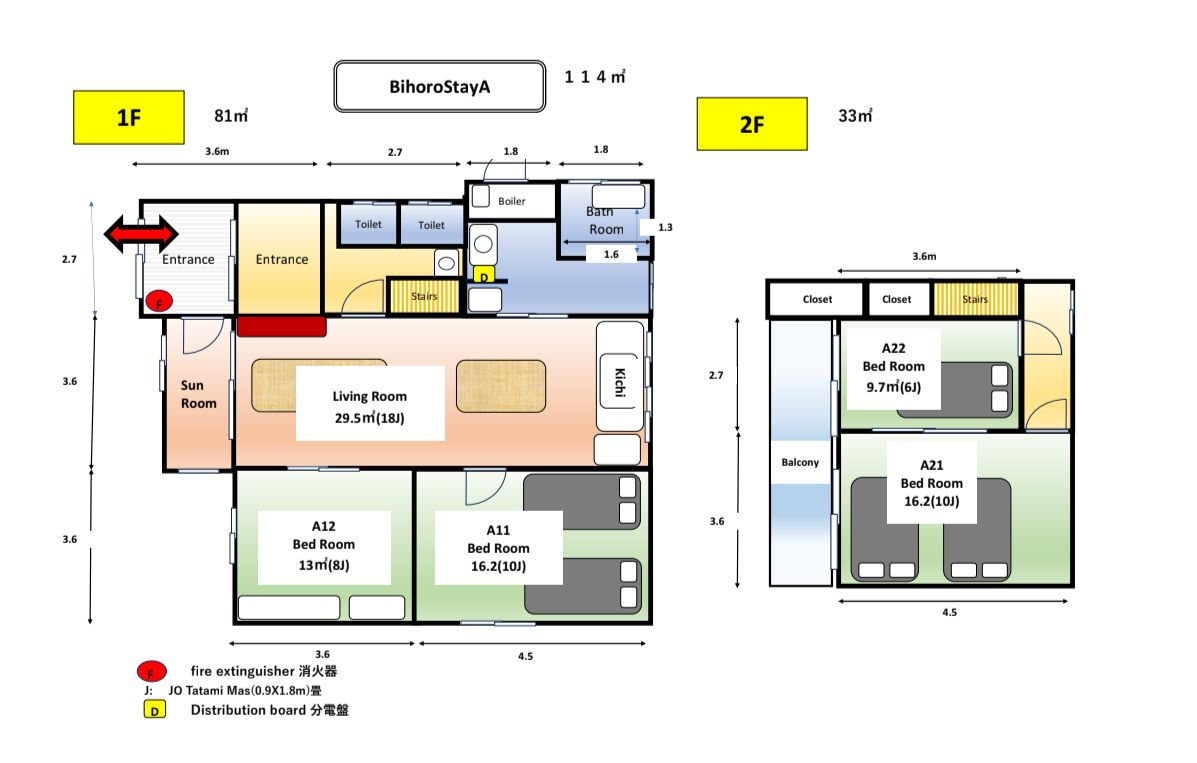 BihoroStayA
１１４㎡
1F
81㎡
2F
33㎡
3.6m
2.7
1.8
1.8
Boiler
Bath
Room
1.3
1.6
Toilet
Toilet
2.7
Entrance
Entrance
F
D
Stairs
3.6
Sun
Room
Living Room
29.5㎡(18J)
Kichi
3.6
A12
Bed Room
13㎡(8J)
A11
Bed Room
16.2(10J)
3.6
4.5
3.6m
Closet
Closet
Stairs
2.7
A22
Bed Room
9.7㎡(6J)
Balcony
3.6
A21
Bed Room
16.2(10J)
4.5
F fire extinguisher 消火器
J: JO Tatami Mas(0.9X1.8m)畳
D Distribution board 分電盤